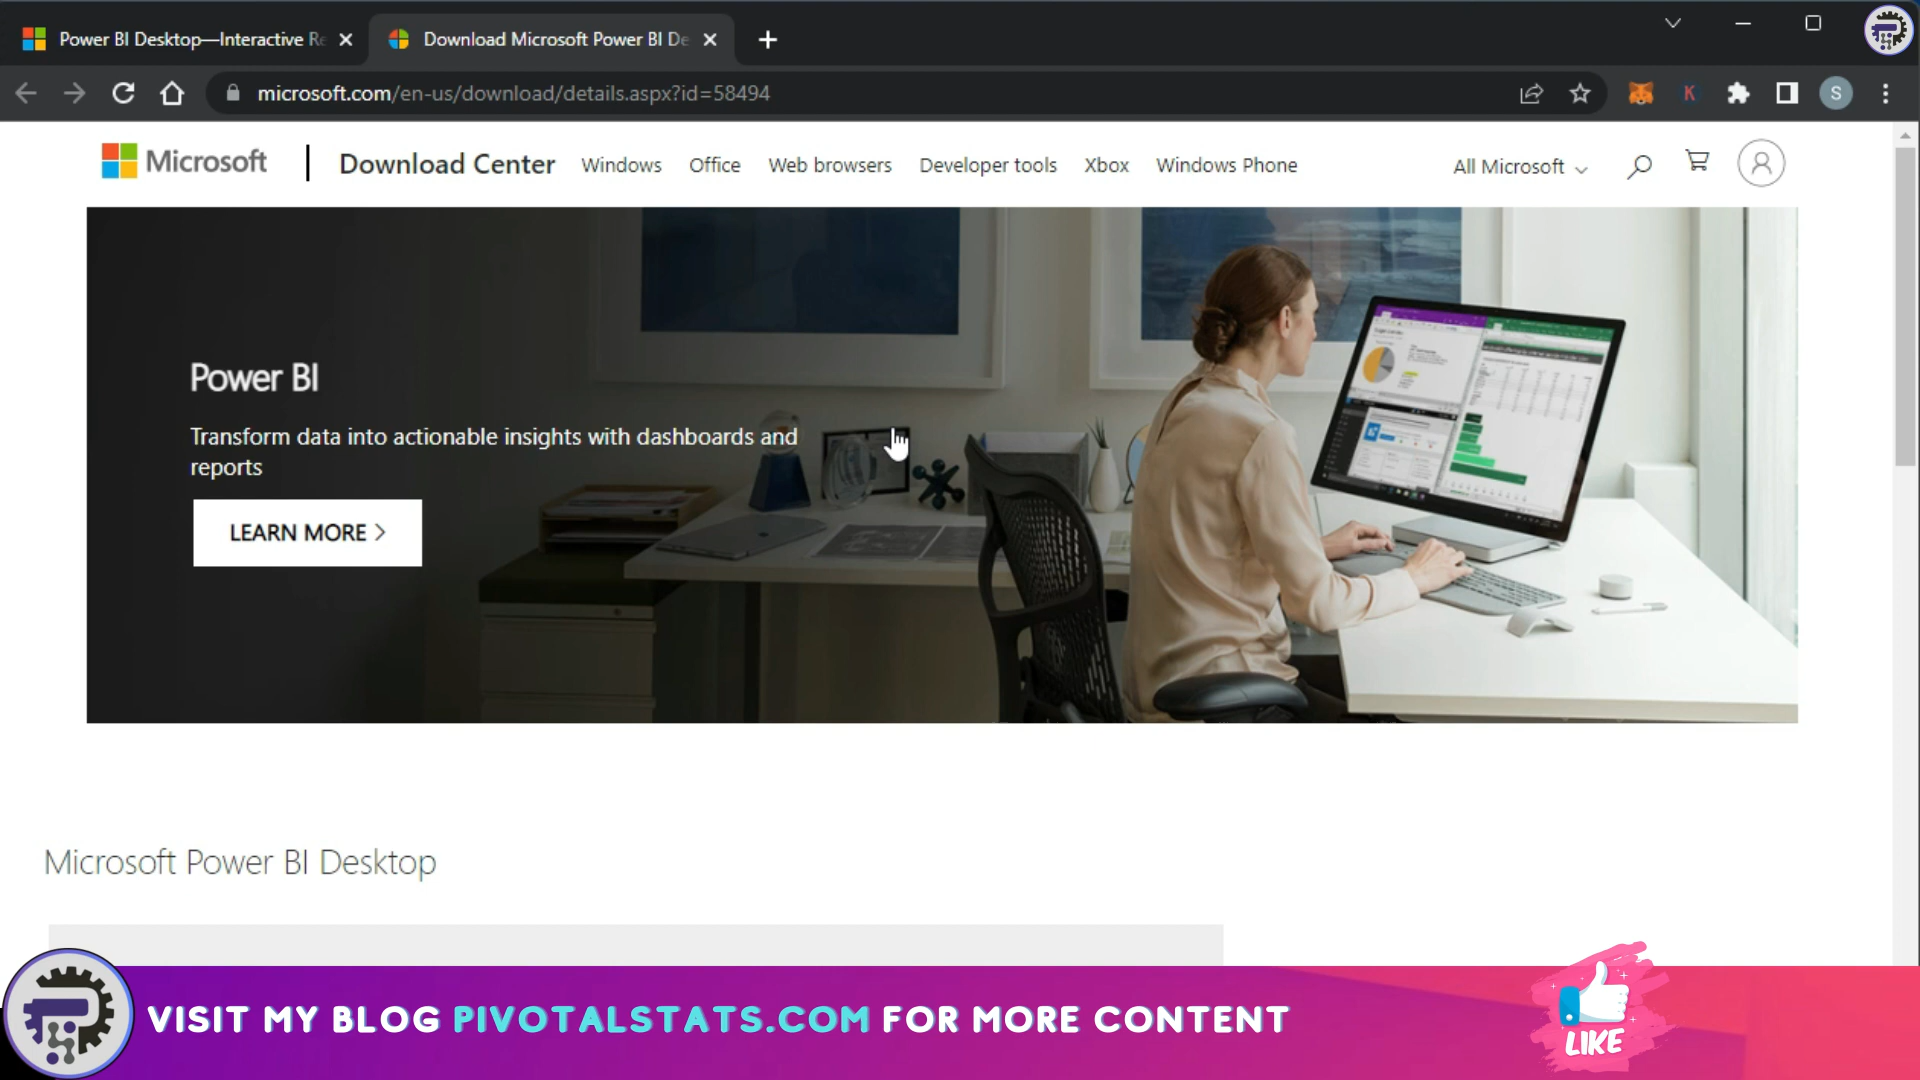 Power BI Desktop—Interactive Re
Download Microsoft Power BI De
microsoft.com/en-us/download/details.aspx?id=58494
K
S
Microsoft
Download Center
Windows
Office
Web browsers
Developer tools
Xbox
Windows Phone
All Microsoft
Power BI
Transform data into actionable insights with dashboards and
reports
LEARN MORE
Microsoft Power BI Desktop
VISIT MY BLOG PIVOTALSTATS.COM FOR MORE CONTENT
LIKE